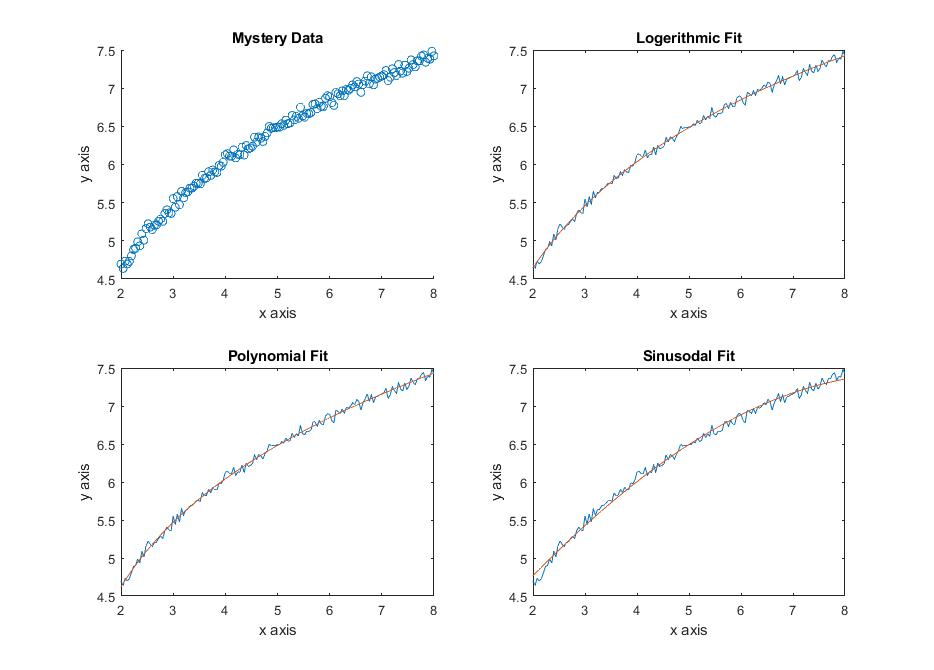 Mystery Data
7.5
7
6.5
6
5.5
5
4.5
y axis
2 3 4 5 6 7 8
x axis
Logerithmic Fit
7.5
7
6.5
6
5.5
5
4.5
y axis
2 3 4 5 6 7 8
x axis
Polynomial Fit
7.5
7
6.5
6
5.5
5
4.5
y axis
2 3 4 5 6 7 8
x axis
Sinusodal Fit
7.5
7
6.5
6
5.5
5
4.5
y axis
2 3 4 5 6 7 8
x axis